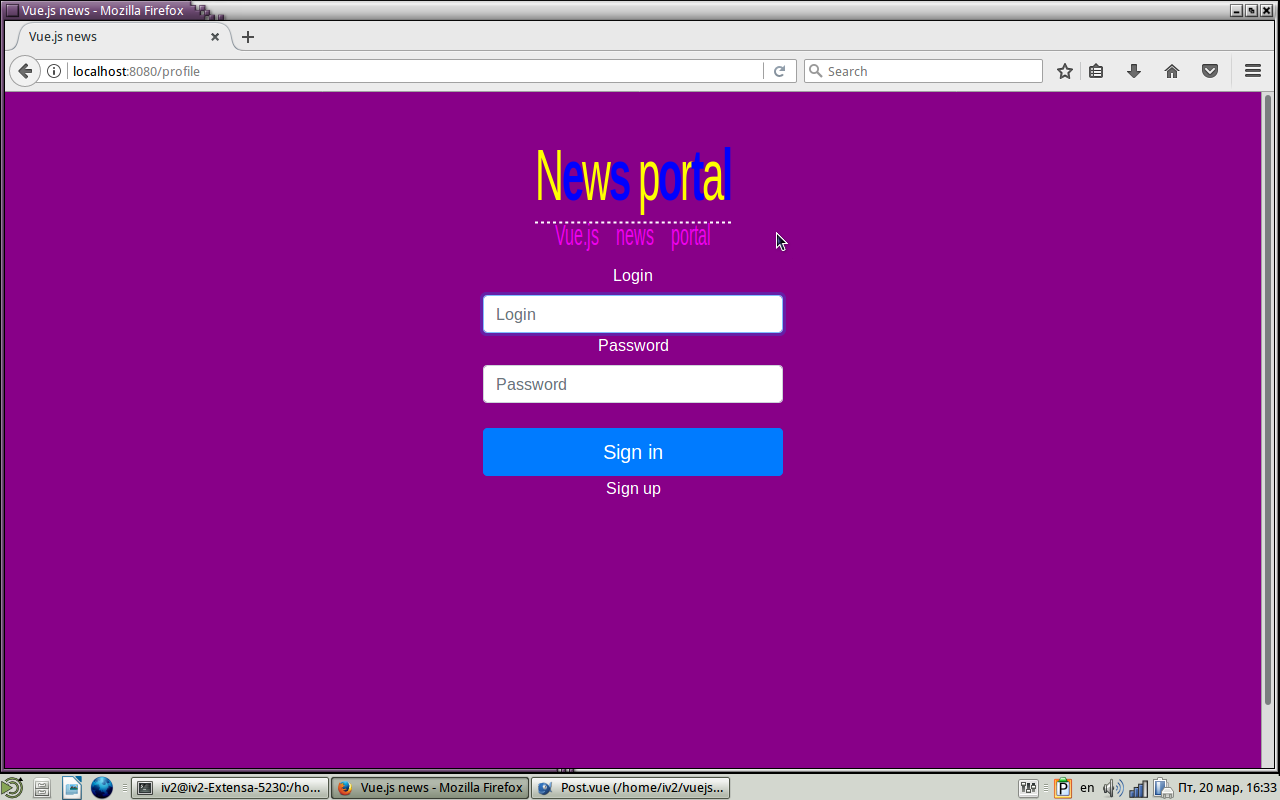 Vue.js news - Mozilla Firefox
Vue.js news
localhost:8080/profile
Search
News portal
Vue.js news portal
Login
Login
Password
Password
Sign in
Sign up
iv2@iv2-Extensa-5230:/ho...
Vue.js news - Mozilla Firefox
Post.vue (/home/iv2/vuejs...
en
Пт, 20 мар, 16:33